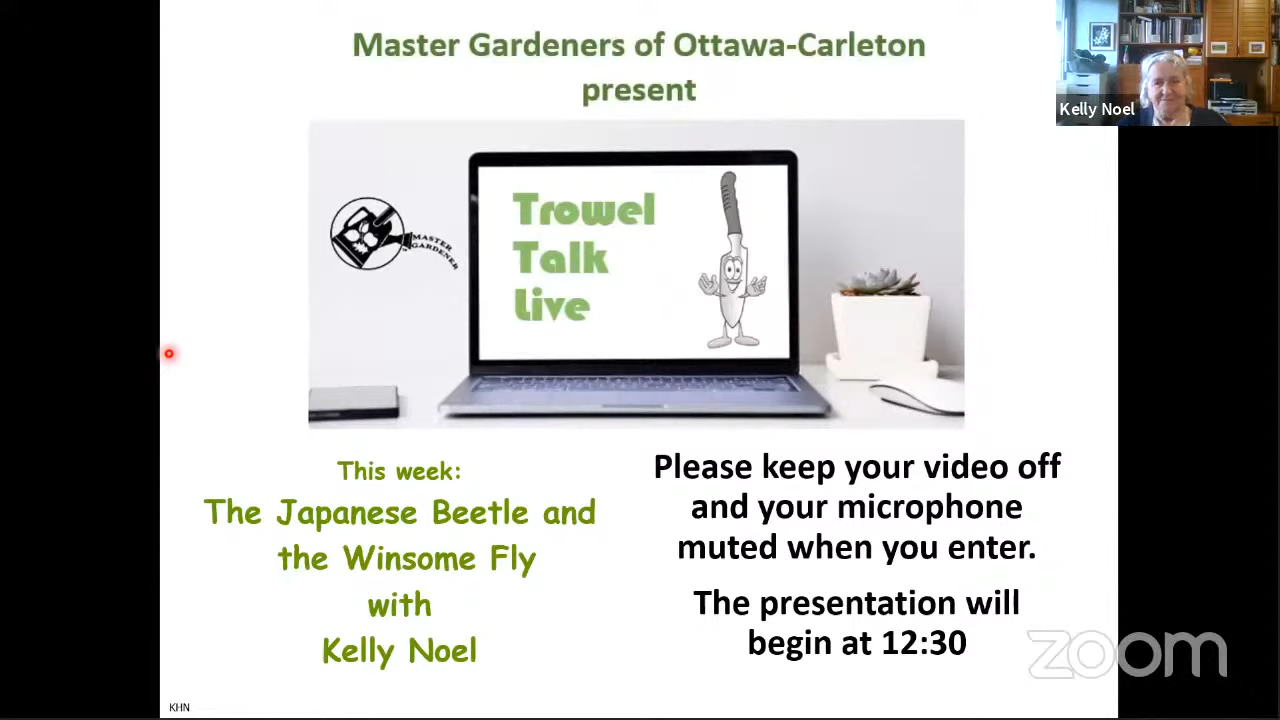 Master Gardeners of Ottawa-Carleton
present
Kelly Noel
MASTER
GARDENER
Trowel
Talk
Live
This week:
The Japanese Beetle and
the Winsome Fly
with
Kelly Noel
Please keep your video off
and your microphone
muted when you enter.
The presentation will
begin at 12:30
zoom
KHN